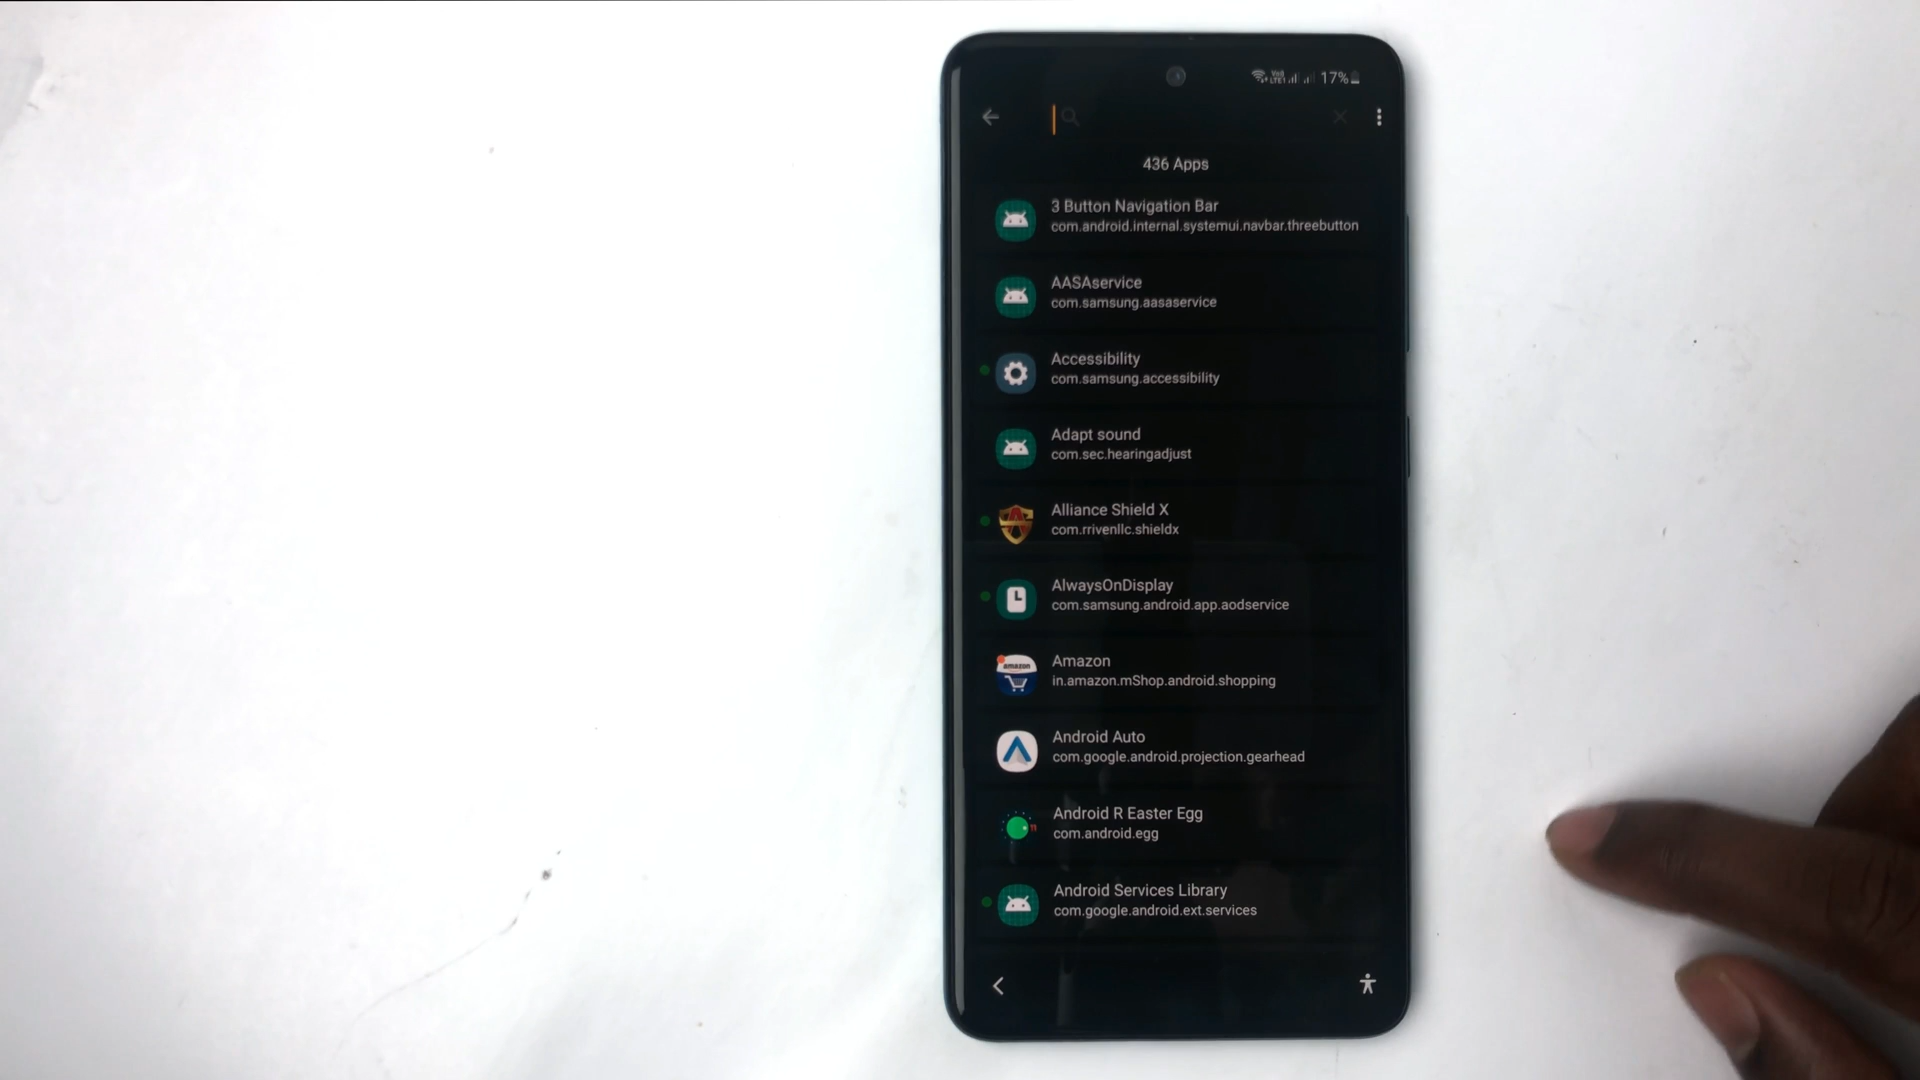 17%
436 Apps
3 Button Navigation Bar
com.android.internal.systemui.navbar.threebutton
AASAservice
com.samsung.aasaservice
Accessibility
com.samsung.accessibility
Adapt sound
com.sec.hearingadjust
Alliance Shield X
com.rrivenllc.shieldx
AlwaysOnDisplay
com.samsung.android.app.aodservice
Amazon
in.amazon.mShop.android.shopping
Android Auto
com.google.android.projection.gearhead
Android R Easter Egg
com.android.egg
Android Services Library
com.google.android.ext.services